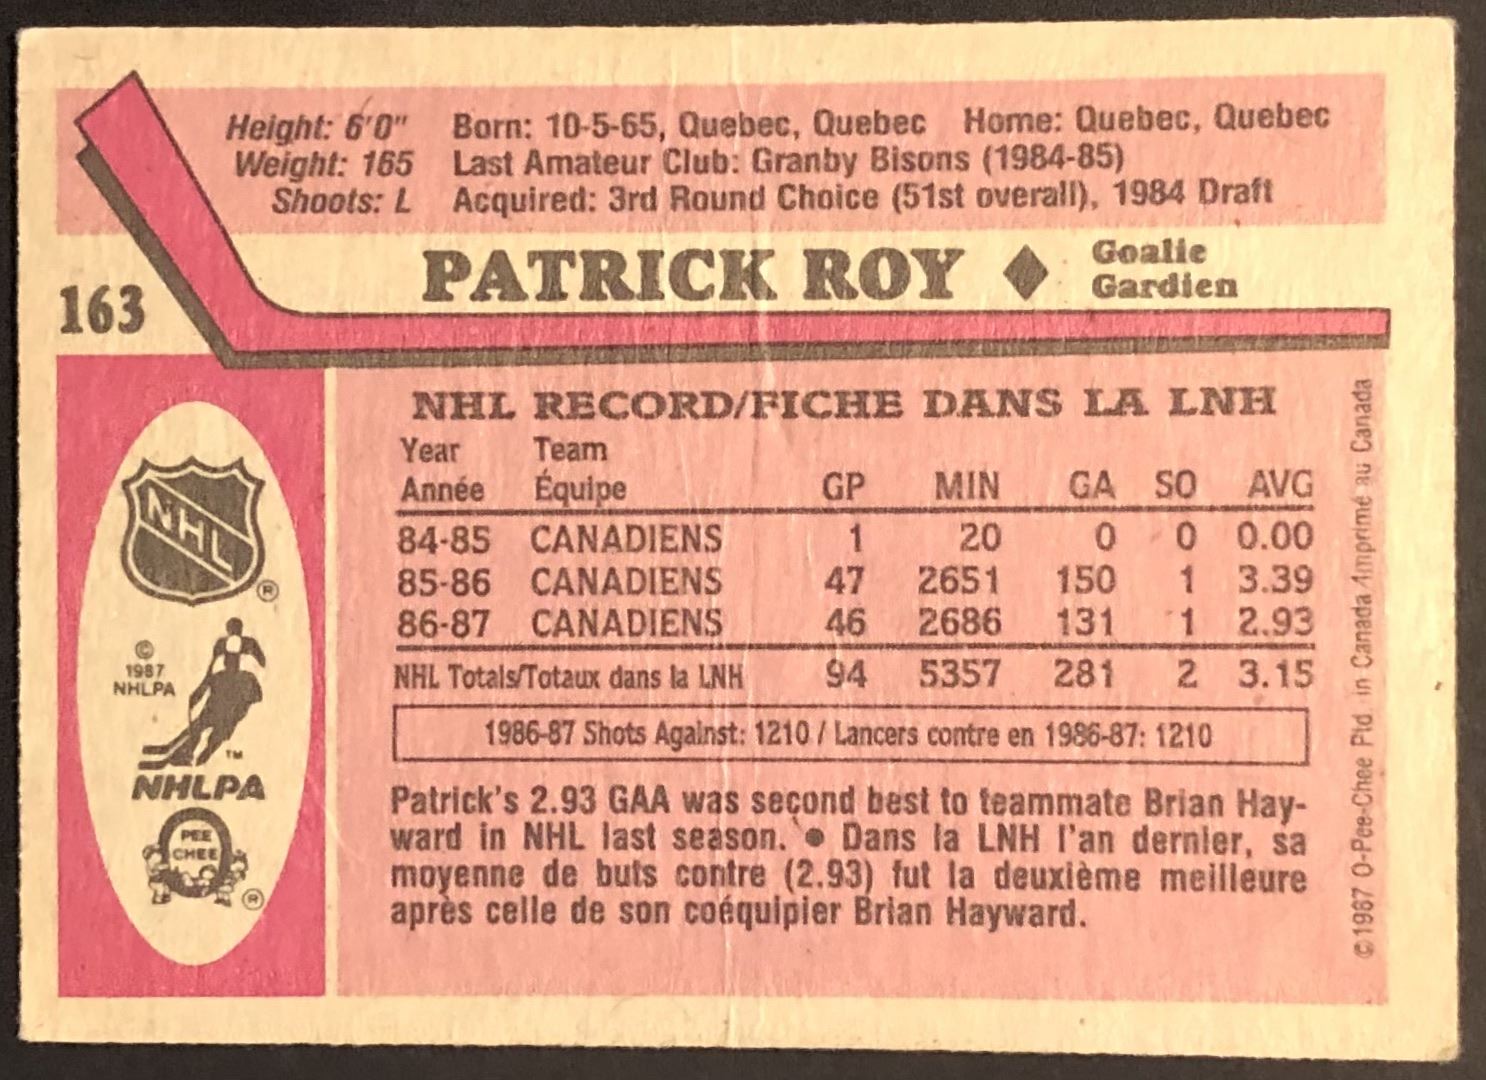 Height: 6'0" Born: 10-5-65, Quebec, Quebec Home: Quebec, Quebec
Weight: 165 Last Amateur Club: Granby Bisons (1984-85)
Shoots: L Acquired: 3rd Round Choice (51st overall), 1984 Draft
PATRICK ROY ♦ Goalie
Gardien
163
NHL RECORD/FICHE DANS LA LNH
Year Team
Année Équipe GP MIN GA SO AVG
84-85 CANADIENS 1 20 0 0 0.00
85-86 CANADIENS 47 2651 150 1 3.39
86-87 CANADIENS 46 2686 131 1 2.93
NHL Totals/Totaux dans la LNH 94 5357 281 2 3.15
1986-87 Shots Against: 1210 / Lancers contre en 1986-87: 1210
Patrick's 2.93 GAA was second best to teammate Brian Hay-
ward in NHL last season. ● Dans la LNH l'an dernier, sa
moyenne de buts contre (2.93) fut la deuxième meilleure
après celle de son coéquipier Brian Hayward.
NHL
®
©
1987
NHLPA
TM
NHLPA
O
PEE
CHEE
®
©1987 O-Pee-Chee Ptd. in Canada/Imprimé au Canada